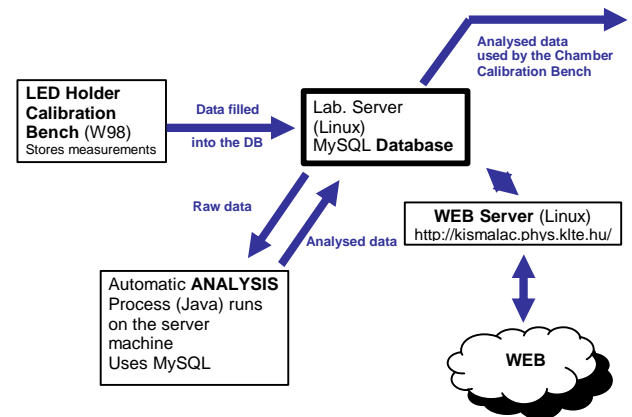 Analysed data
used by the Chamber
Calibration Bench
LED Holder
Calibration
Bench (W98)
Stores measurements
Data filled
into the DB
Lab. Server
(Linux)
MySQL Database
Raw data
Analysed data
WEB Server (Linux)
http://kismalac.phys.klte.hu/
Automatic ANALYSIS
Process (Java) runs
on the server
machine
Uses MySQL
WEB